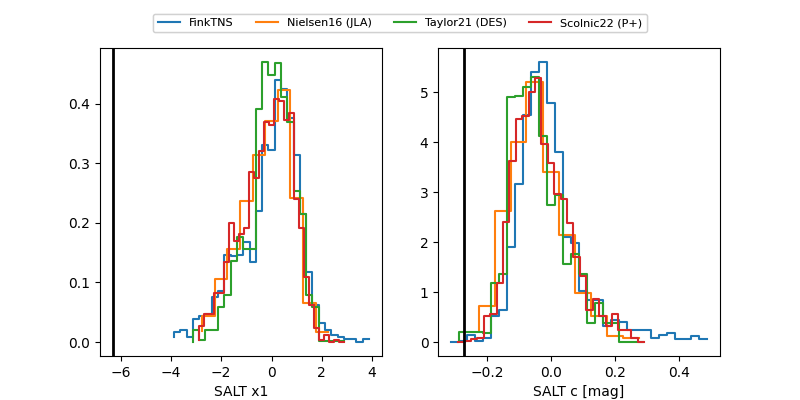 FinkTNS Nielsen16 (JLA) Taylor21 (DES) Scolnic22 (P+)
0.4
0.3
0.2
0.1
0.0
−6 −4 −2 0 2 4
SALT x1
5
4
3
2
1
0
−0.2 0.0 0.2 0.4
SALT c [mag]